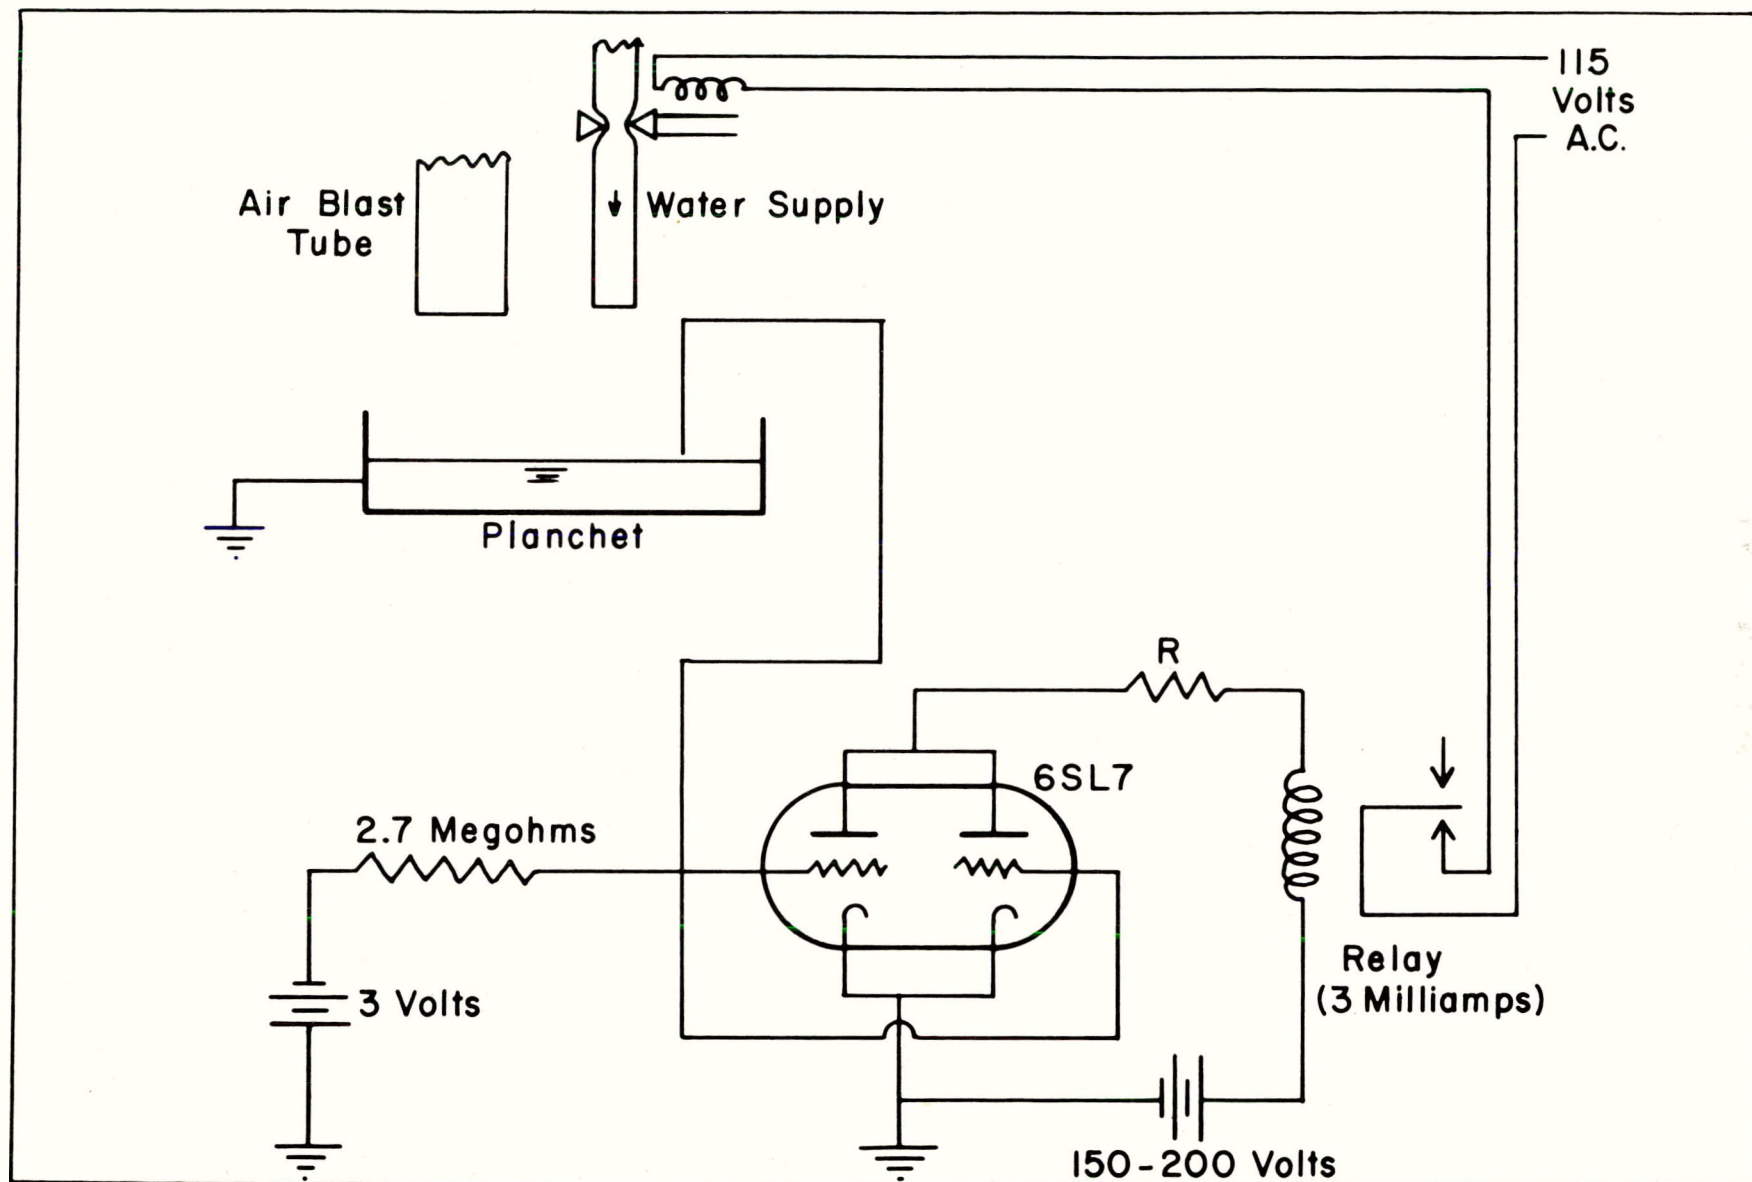 115
Volts
A.C.
Air Blast
Tube
Water Supply
Planchet
R
6SL7
2.7 Megohms
3 Volts
Relay
(3 Milliamps)
150-200 Volts